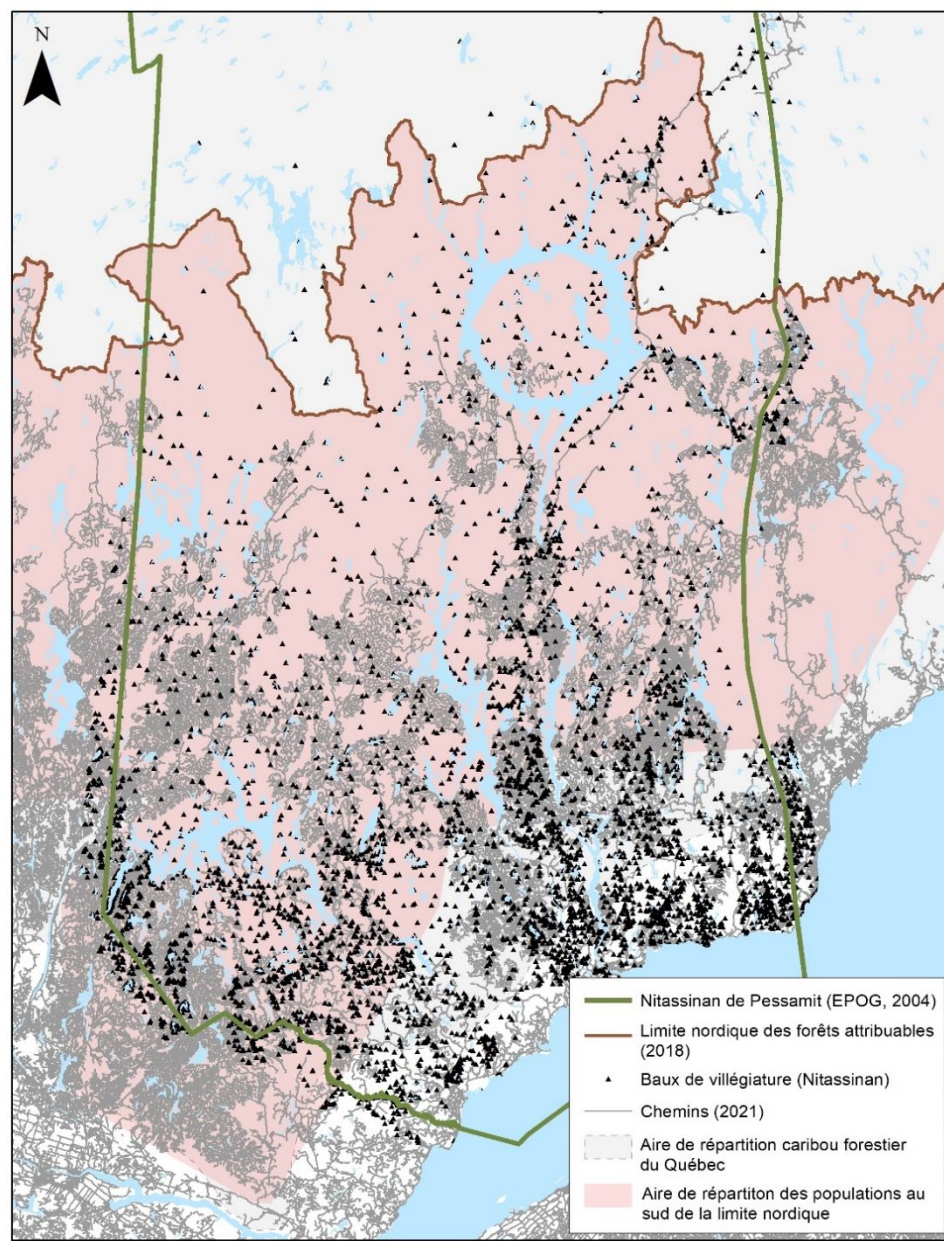 N
Nitassinan de Pessamit (EPOG, 2004)
Limite nordique des forêts attribuables
(2018)
Baux de villégiature (Nitassinan)
Chemins (2021)
Aire de répartition caribou forestier
du Québec
Aire de répartiton des populations au
sud de la limite nordique